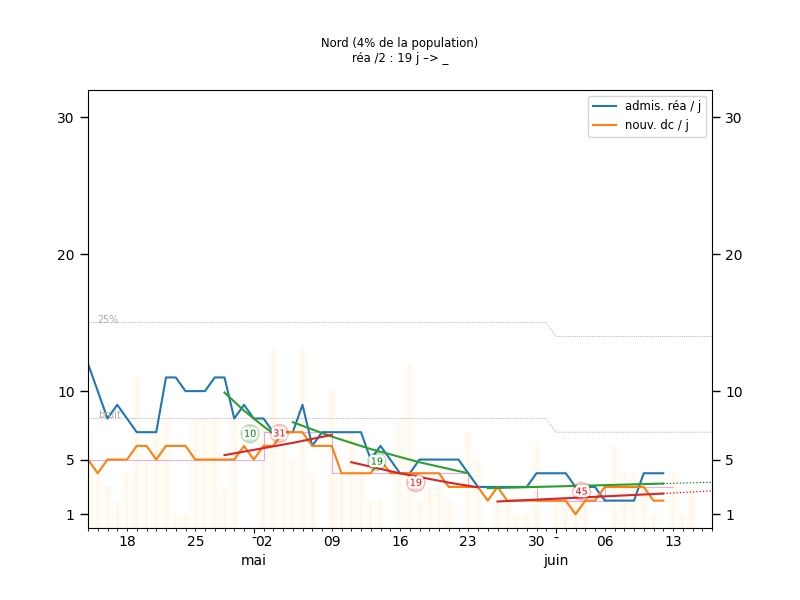 Nord (4% de la population)
réa /2 : 19 j –> _
admis. réa / j
nouv. dc / j
30 30
20 20
25%
10 10
bruit
10 31
5 5
19
19
45
1 1
18 25 02 09 16 23 30 06 13
mai juin